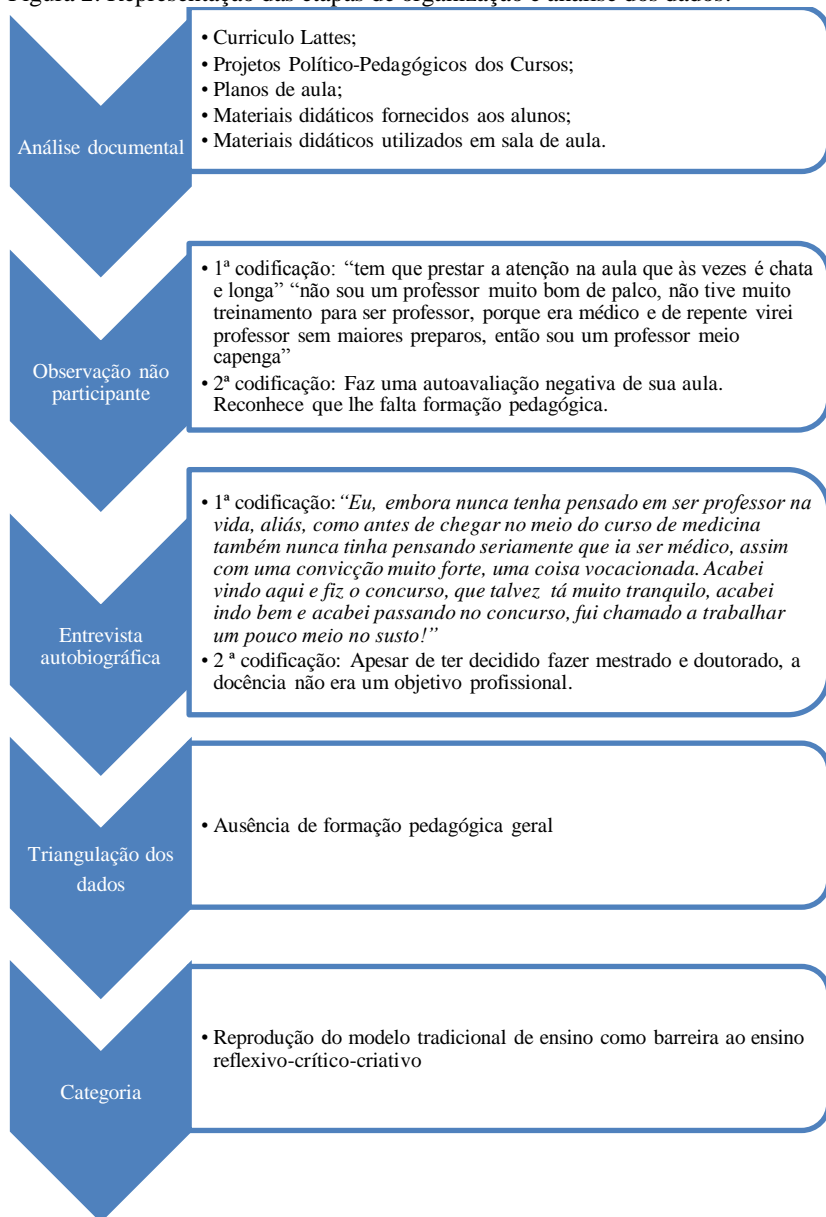 Figura 2: Representação das etapas de organização e análise dos dados.
Análise documental
• Curriculo Lattes;
• Projetos Político-Pedagógicos dos Cursos;
• Planos de aula;
• Materiais didáticos fornecidos aos alunos;
• Materiais didáticos utilizados em sala de aula.
Observação não
participante
• 1ª codificação: “tem que prestar a atenção na aula que às vezes é chata
e longa” “não sou um professor muito bom de palco, não tive muito
treinamento para ser professor, porque era médico e de repente virei
professor sem maiores preparos, então sou um professor meio
capenga”
• 2ª codificação: Faz uma autoavaliação negativa de sua aula.
Reconhece que lhe falta formação pedagógica.
Entrevista
autobiográfica
• 1ª codificação: “Eu, embora nunca tenha pensado em ser professor na
vida, aliás, como antes de chegar no meio do curso de medicina
também nunca tinha pensando seriamente que ia ser médico, assim
com uma convicção muito forte, uma coisa vocacionada. Acabei
vindo aqui e fiz o concurso, que talvez tá muito tranquilo, acabei
indo bem e acabei passando no concurso, fui chamado a trabalhar
um pouco meio no susto!”
• 2 ª codificação: Apesar de ter decidido fazer mestrado e doutorado, a
docência não era um objetivo profissional.
Triangulação dos
dados
• Ausência de formação pedagógica geral
Categoria
• Reprodução do modelo tradicional de ensino como barreira ao ensino
reflexivo-crítico-criativo